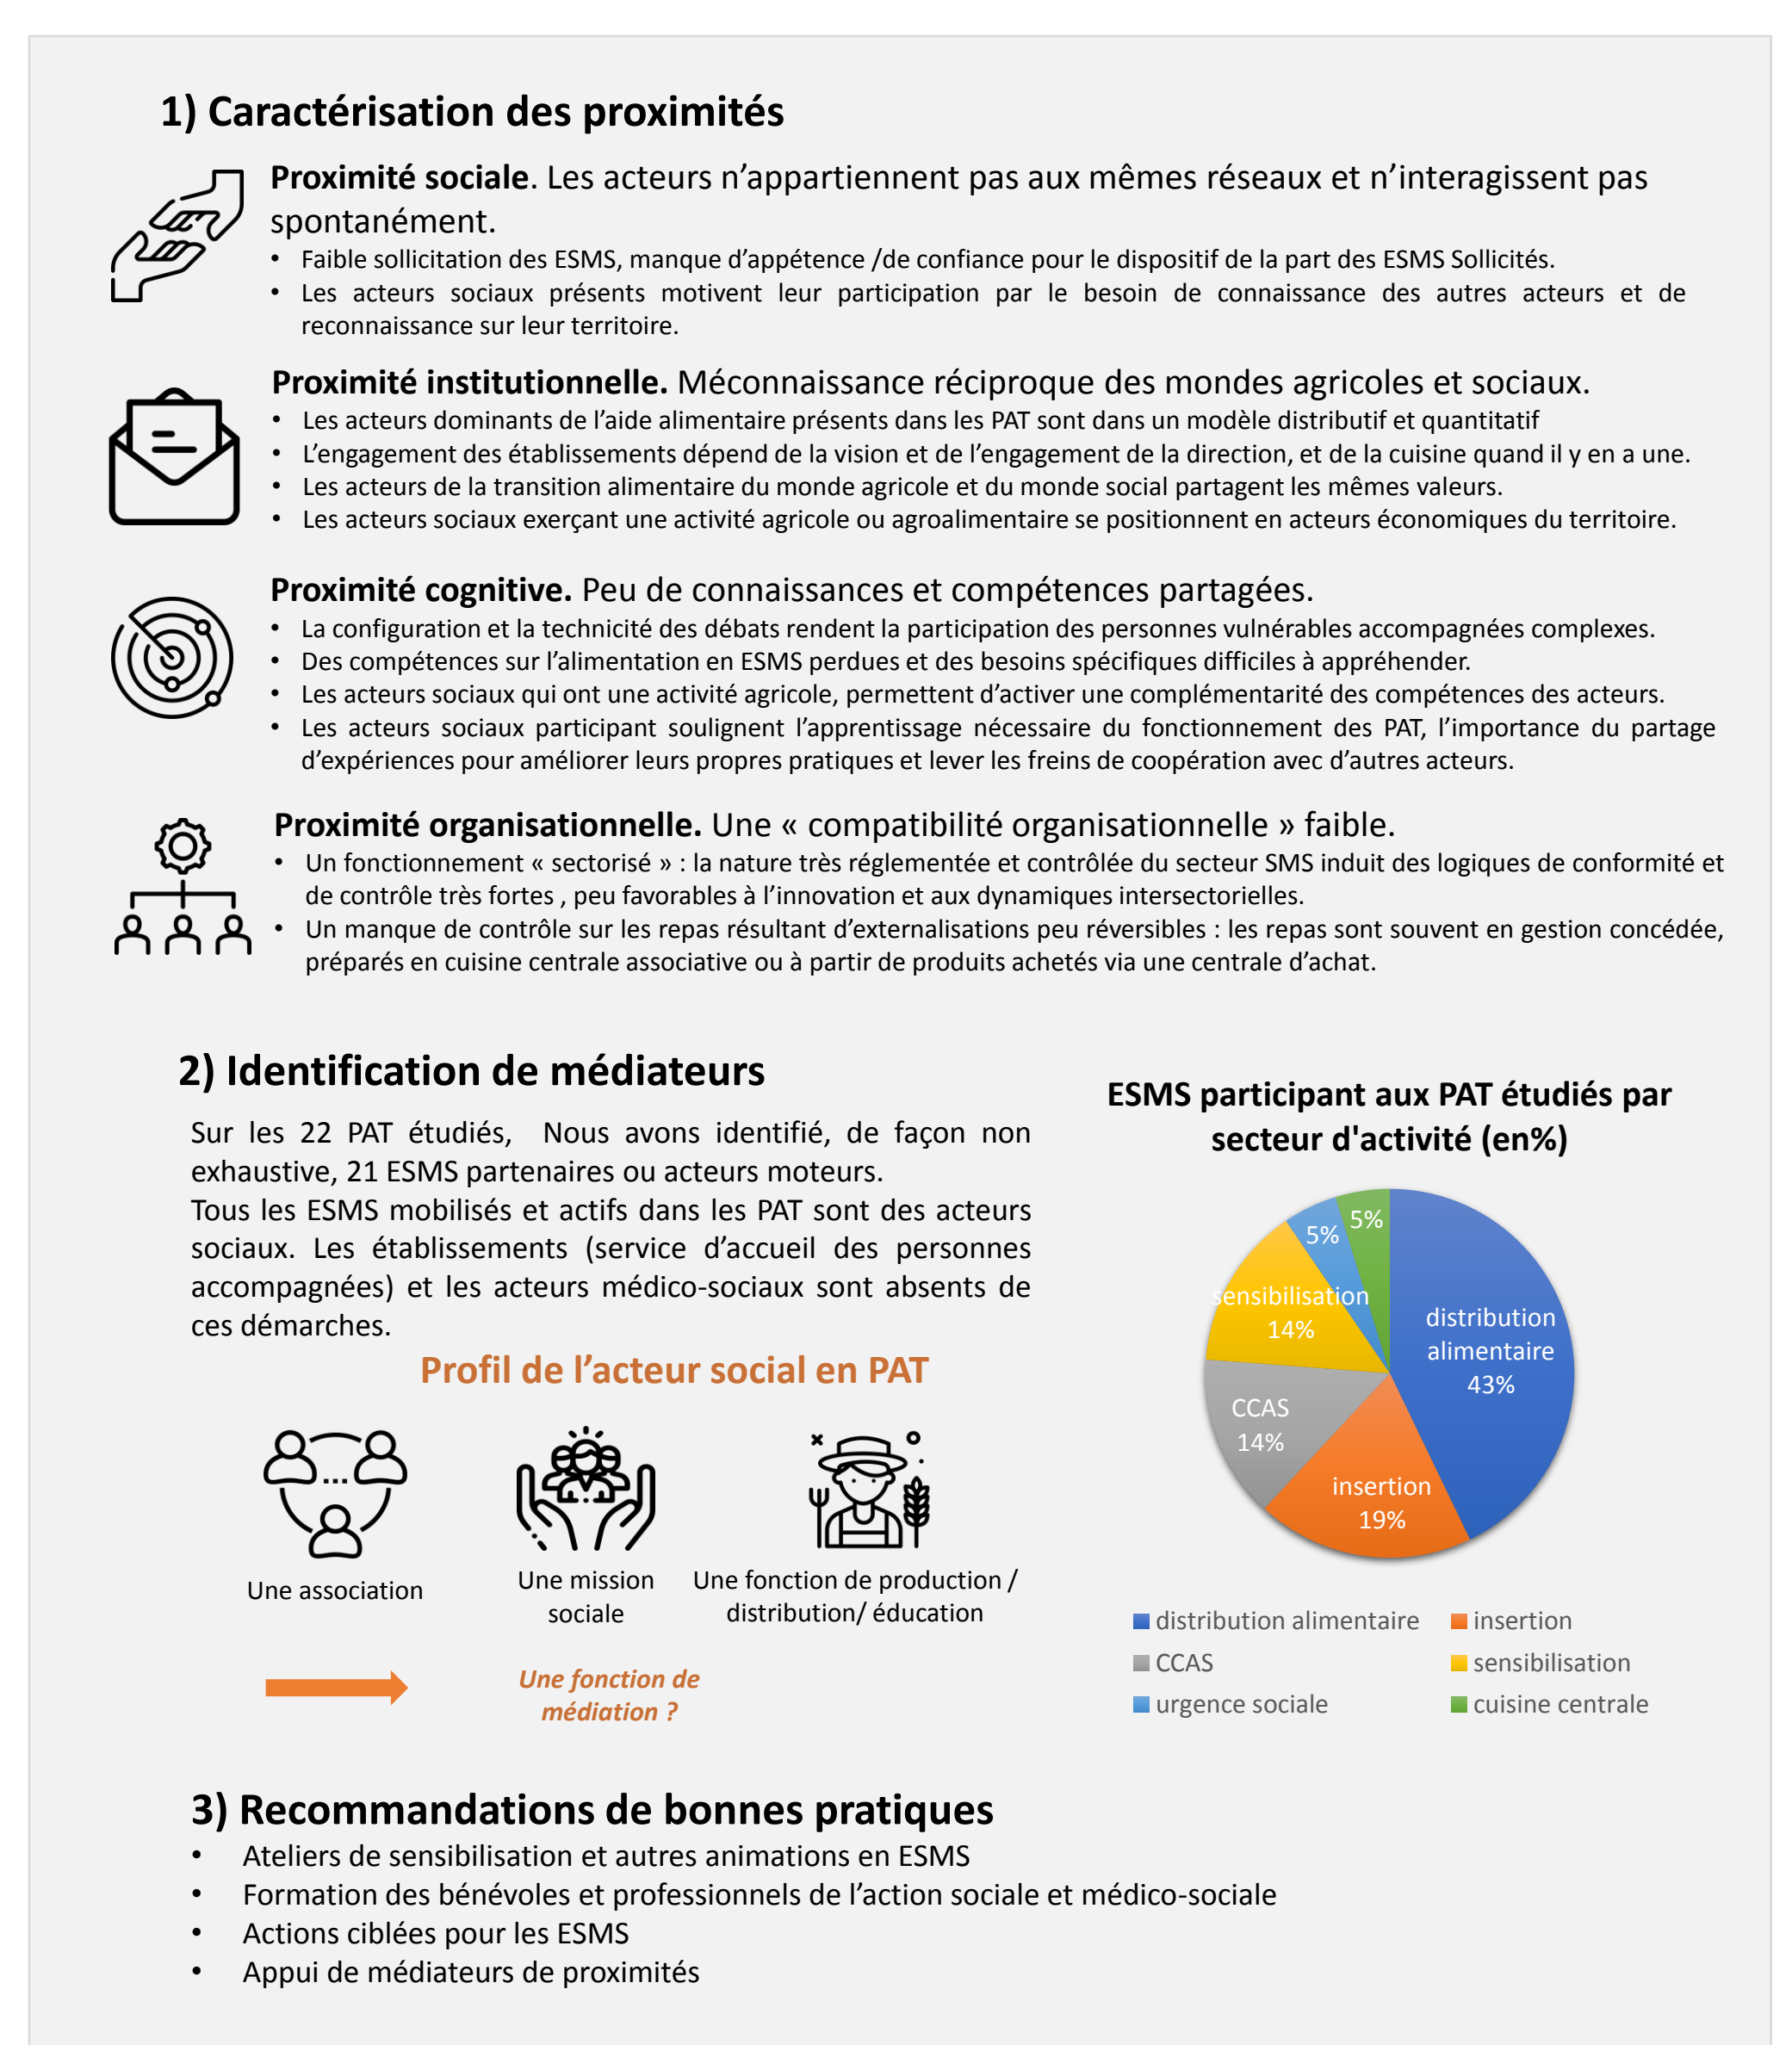 1) Caractérisation des proximités
Proximité sociale. Les acteurs n’appartiennent pas aux mêmes réseaux et n’interagissent pas
spontanément.
• Faible sollicitation des ESMS, manque d’appétence /de confiance pour le dispositif de la part des ESMS Sollicités.
• Les acteurs sociaux présents motivent leur participation par le besoin de connaissance des autres acteurs et de
reconnaissance sur leur territoire.
Proximité institutionnelle. Méconnaissance réciproque des mondes agricoles et sociaux.
• Les acteurs dominants de l’aide alimentaire présents dans les PAT sont dans un modèle distributif et quantitatif
• L’engagement des établissements dépend de la vision et de l’engagement de la direction, et de la cuisine quand il y en a une.
• Les acteurs de la transition alimentaire du monde agricole et du monde social partagent les mêmes valeurs.
• Les acteurs sociaux exerçant une activité agricole ou agroalimentaire se positionnent en acteurs économiques du territoire.
Proximité cognitive. Peu de connaissances et compétences partagées.
• La configuration et la technicité des débats rendent la participation des personnes vulnérables accompagnées complexes.
• Des compétences sur l’alimentation en ESMS perdues et des besoins spécifiques difficiles à appréhender.
• Les acteurs sociaux qui ont une activité agricole, permettent d’activer une complémentarité des compétences des acteurs.
• Les acteurs sociaux participant soulignent l’apprentissage nécessaire du fonctionnement des PAT, l’importance du partage
d’expériences pour améliorer leurs propres pratiques et lever les freins de coopération avec d’autres acteurs.
Proximité organisationnelle. Une « compatibilité organisationnelle » faible.
• Un fonctionnement « sectorisé » : la nature très réglementée et contrôlée du secteur SMS induit des logiques de conformité et
de contrôle très fortes , peu favorables à l’innovation et aux dynamiques intersectorielles.
• Un manque de contrôle sur les repas résultant d’externalisations peu réversibles : les repas sont souvent en gestion concédée,
préparés en cuisine centrale associative ou à partir de produits achetés via une centrale d’achat.
2) Identification de médiateurs
Sur les 22 PAT étudiés, Nous avons identifié, de façon non
exhaustive, 21 ESMS partenaires ou acteurs moteurs.
Tous les ESMS mobilisés et actifs dans les PAT sont des acteurs
sociaux. Les établissements (service d’accueil des personnes
accompagnées) et les acteurs médico-sociaux sont absents de
ces démarches.
Profil de l’acteur social en PAT
Une association
Une mission
sociale
Une fonction de production /
distribution/ éducation
Une fonction de
médiation ?
ESMS participant aux PAT étudiés par
secteur d'activité (en%)
5%
5%
sensibilisation
14%
distribution
alimentaire
43%
CCAS
14%
insertion
19%
distribution alimentaire
insertion
CCAS
sensibilisation
urgence sociale
cuisine centrale
3) Recommandations de bonnes pratiques
• Ateliers de sensibilisation et autres animations en ESMS
• Formation des bénévoles et professionnels de l’action sociale et médico-sociale
• Actions ciblées pour les ESMS
• Appui de médiateurs de proximités